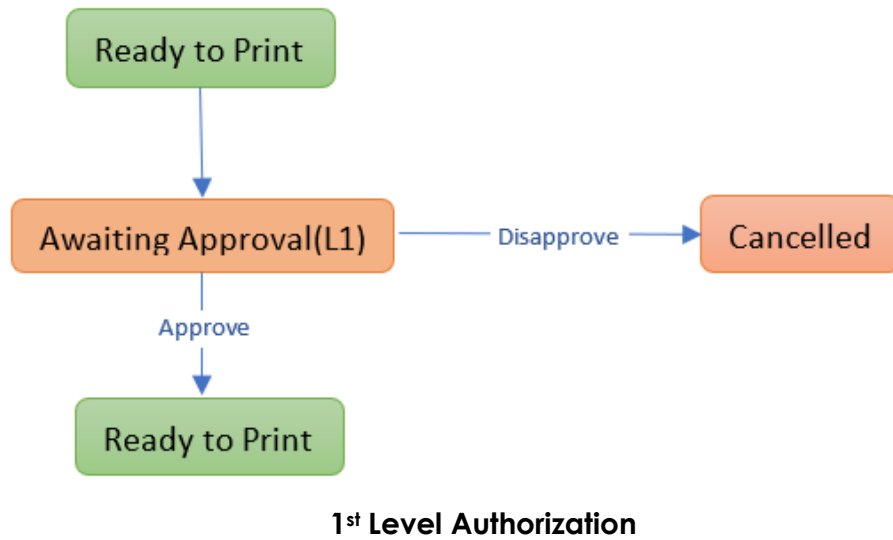 Ready to Print
Awaiting Approval(L1)
Disapprove
Cancelled
Approve
Ready to Print
1st Level Authorization